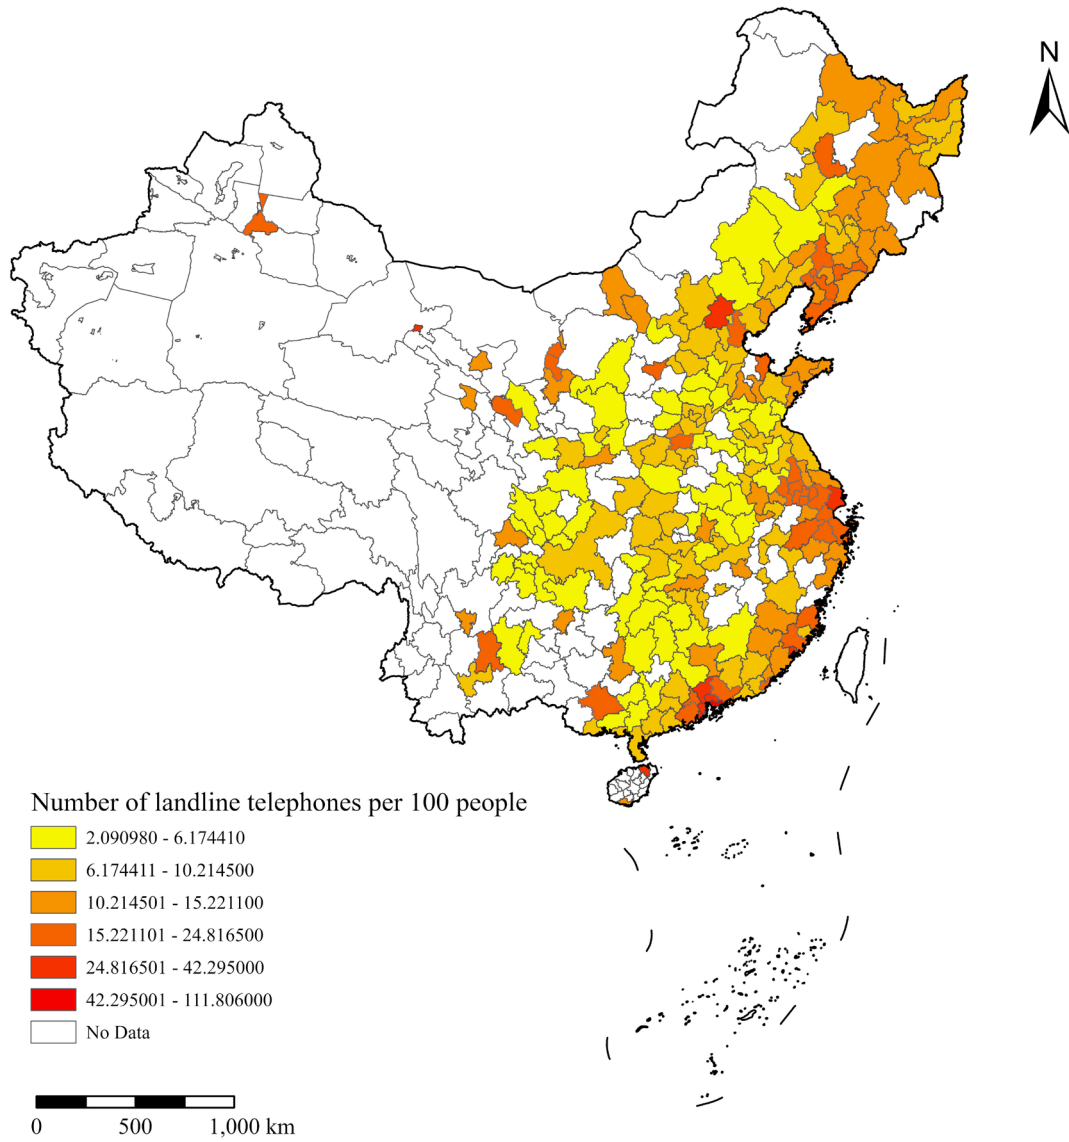 N
Number of landline telephones per 100 people
2.090980 - 6.174410
6.174411 - 10.214500
10.214501 - 15.221100
15.221101 - 24.816500
24.816501 - 42.295000
42.295001 - 111.806000
No Data
0 500 1,000 km